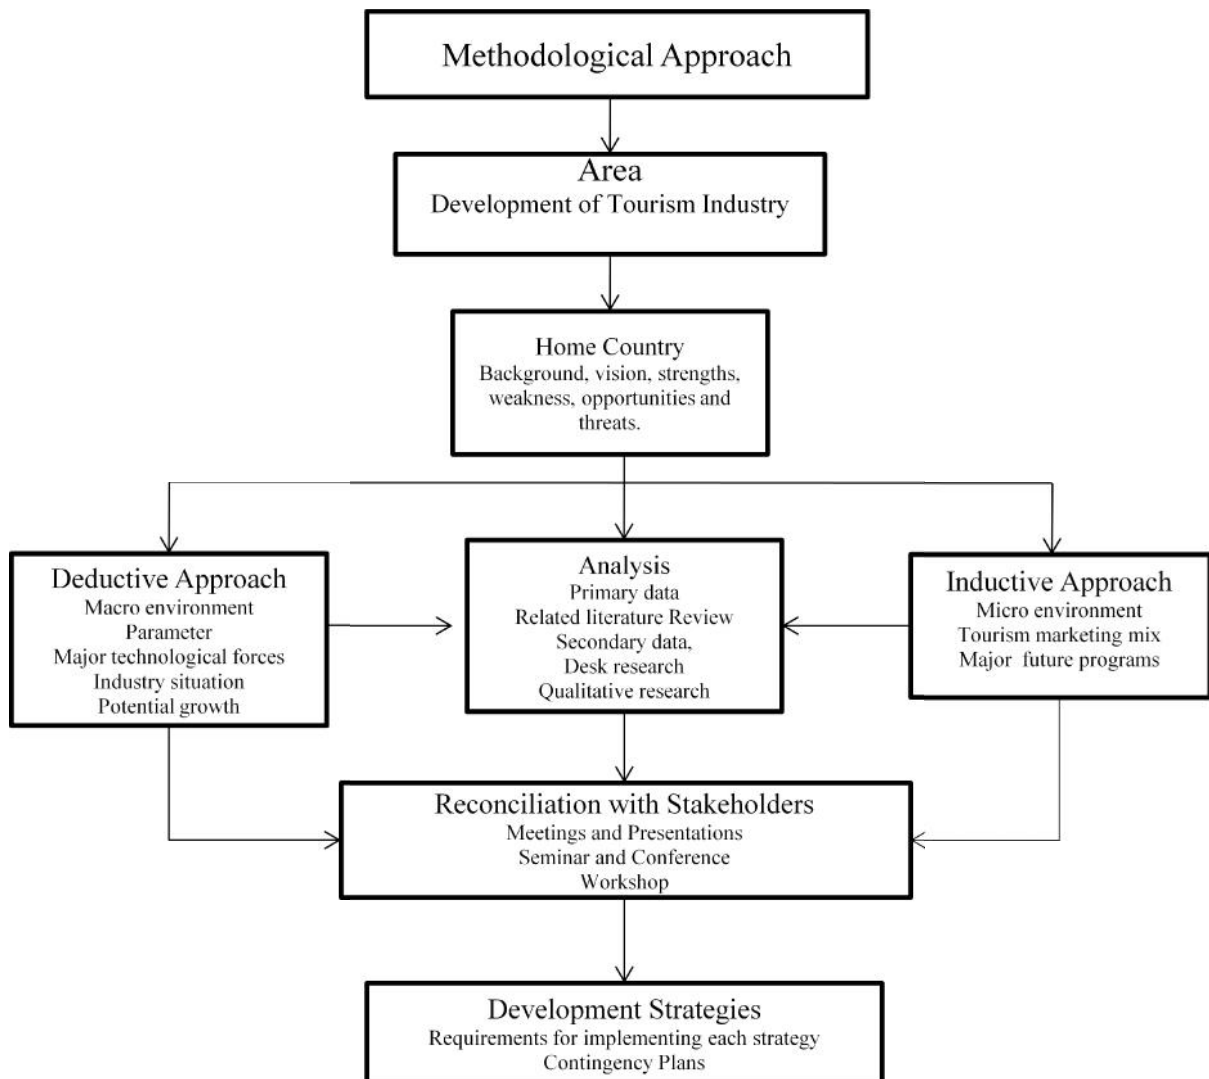 Methodological Approach
Area
Development of Tourism Industry
Home Country
Background, vision, strengths,
weakness, opportunities and
threats.
Deductive Approach
Macro environment
Parameter
Major technological forces
Industry situation
Potential growth
Analysis
Primary data
Related literature Review
Secondary data,
Desk research
Qualitative research
Inductive Approach
Micro environment
Tourism marketing mix
Major future programs
Reconciliation with Stakeholders
Meetings and Presentations
Seminar and Conference
Workshop
Development Strategies
Requirements for implementing each strategy
Contingency Plans